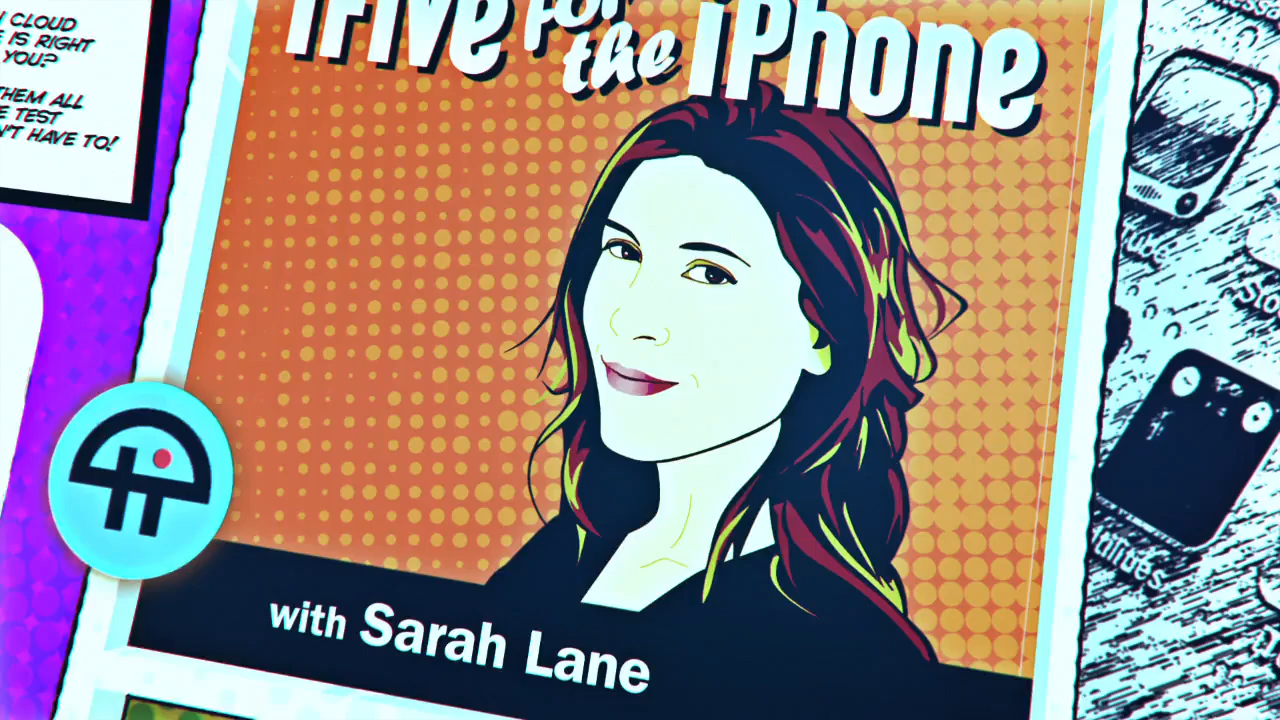 CLOUD
IS RIGHT
YOU?
THEM ALL
TEST
HAVE TO!
iFive for
the iPhone
with Sarah Lane